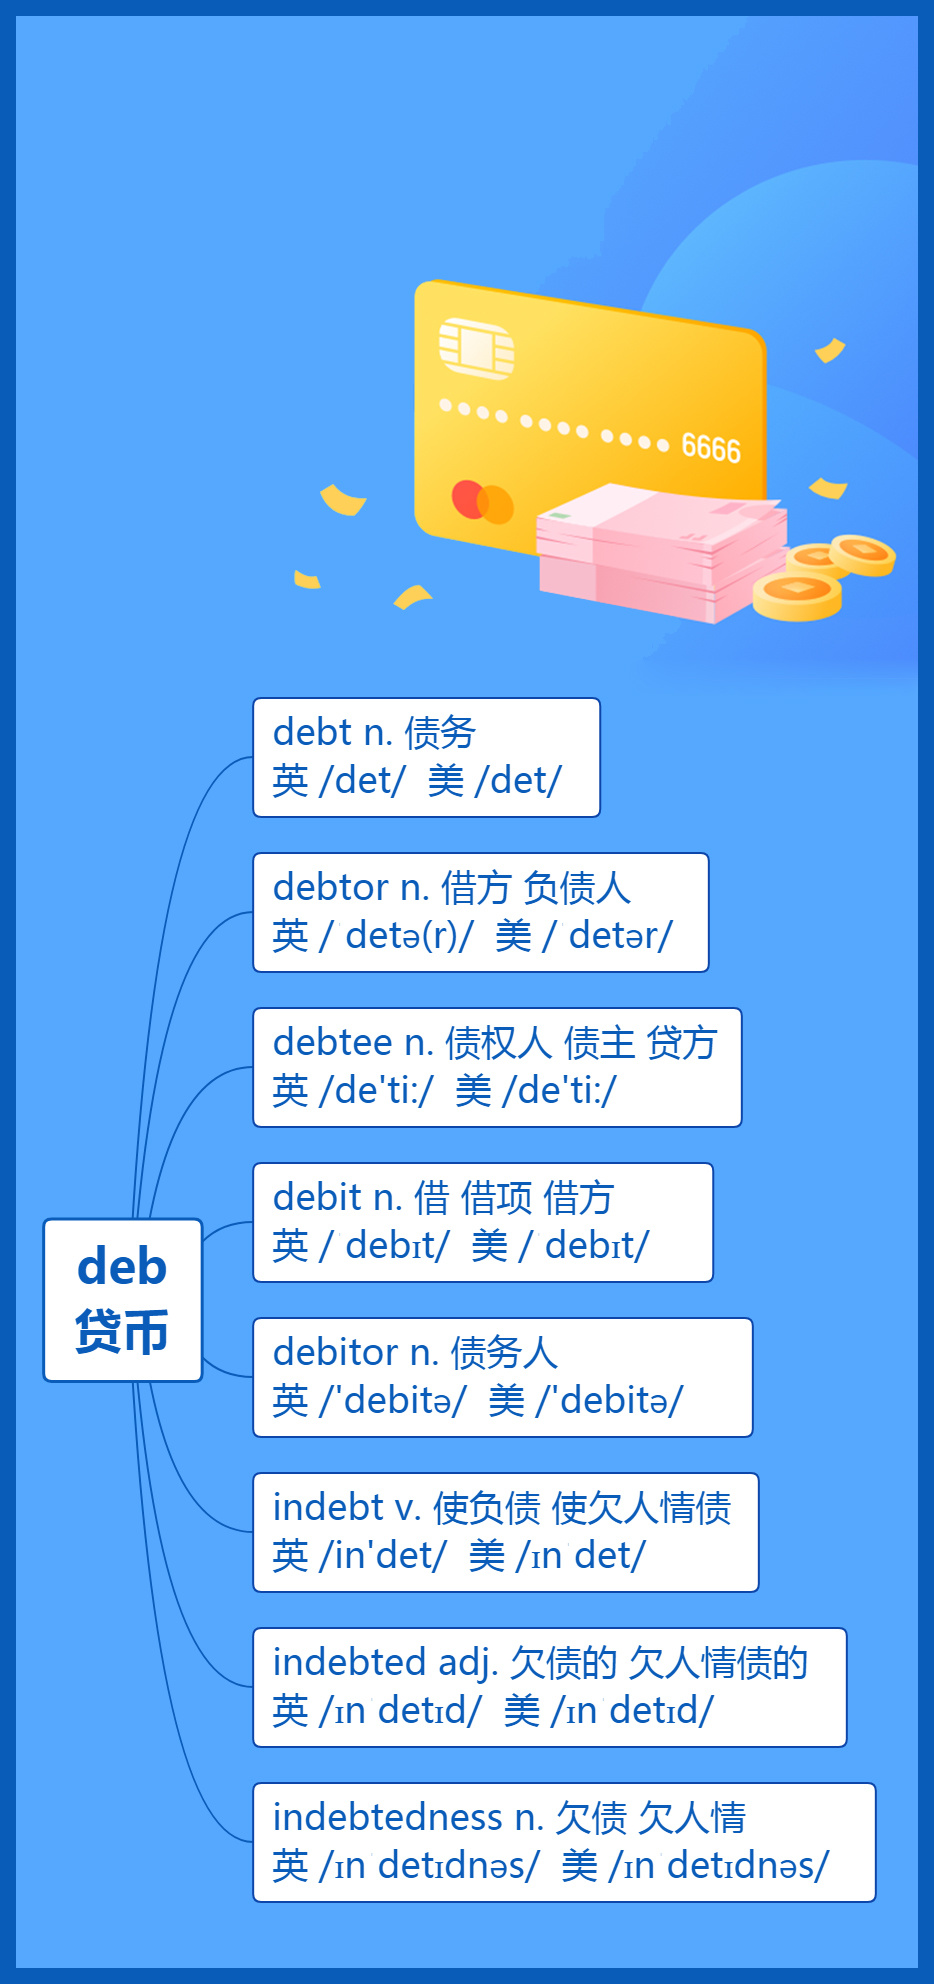 6666
debt n. 债务
英 /det/ 美 /det/
debtor n. 借方 负债人
英 /ˈdetə(r)/ 美 /ˈdetər/
debtee n. 债权人 债主 贷方
英 /de'ti:/ 美 /de'ti:/
debit n. 借 借项 借方
英 /ˈdebɪt/ 美 /ˈdebɪt/
deb
贷币
debitor n. 债务人
英 /'debitə/ 美 /'debitə/
indebt v. 使负债 使欠人情债
英 /in'det/ 美 /ɪnˈdet/
indebted adj. 欠债的 欠人情债的
英 /ɪnˈdetɪd/ 美 /ɪnˈdetɪd/
indebtedness n. 欠债 欠人情
英 /ɪnˈdetɪdnəs/ 美 /ɪnˈdetɪdnəs/